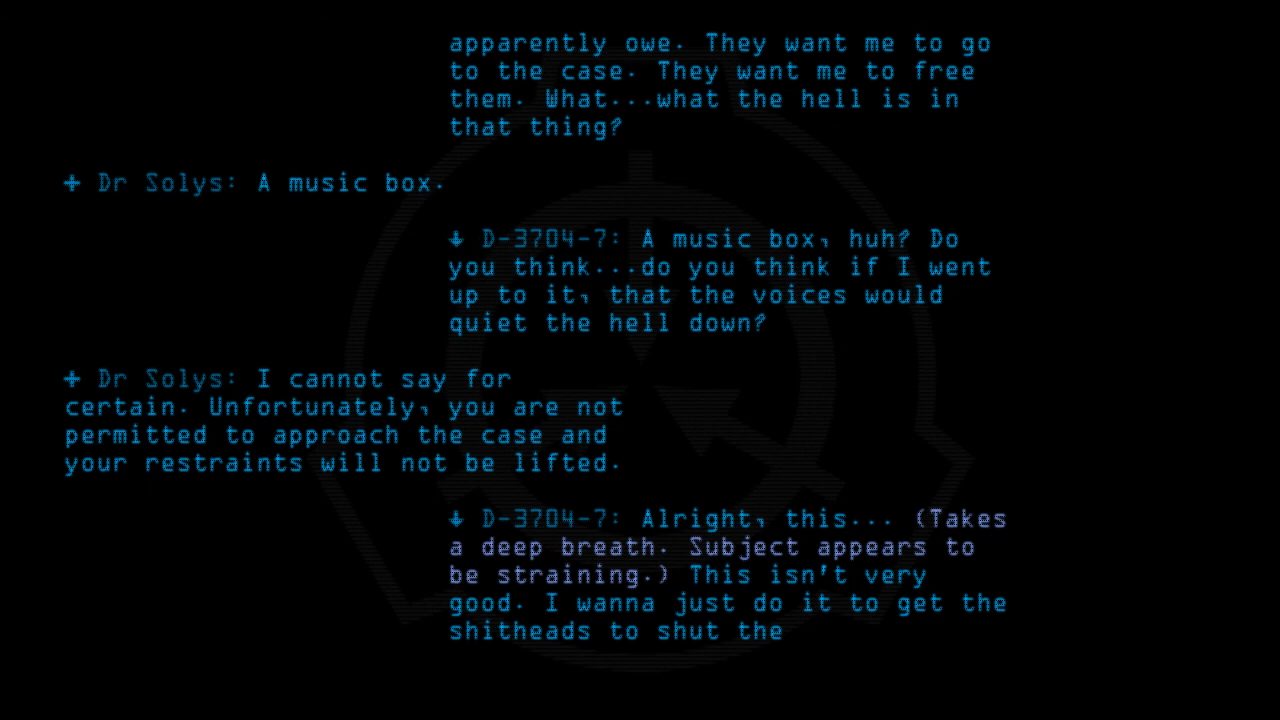 apparently owe. They want me to go
to the case. They want me to free
them. What...what the hell is in
that thing?
+ Dr Solys: A music box.
↓ D-3704-7: A music box, huh? Do
you think...do you think if I went
up to it, that the voices would
quiet the hell down?
+ Dr Solys: I cannot say for
certain. Unfortunately, you are not
permitted to approach the case and
your restraints will not be lifted.
↓ D-3704-7: Alright, this... (Takes
a deep breath. Subject appears to
be straining.) This isn't very
good. I wanna just do it to get the
shitheads to shut the